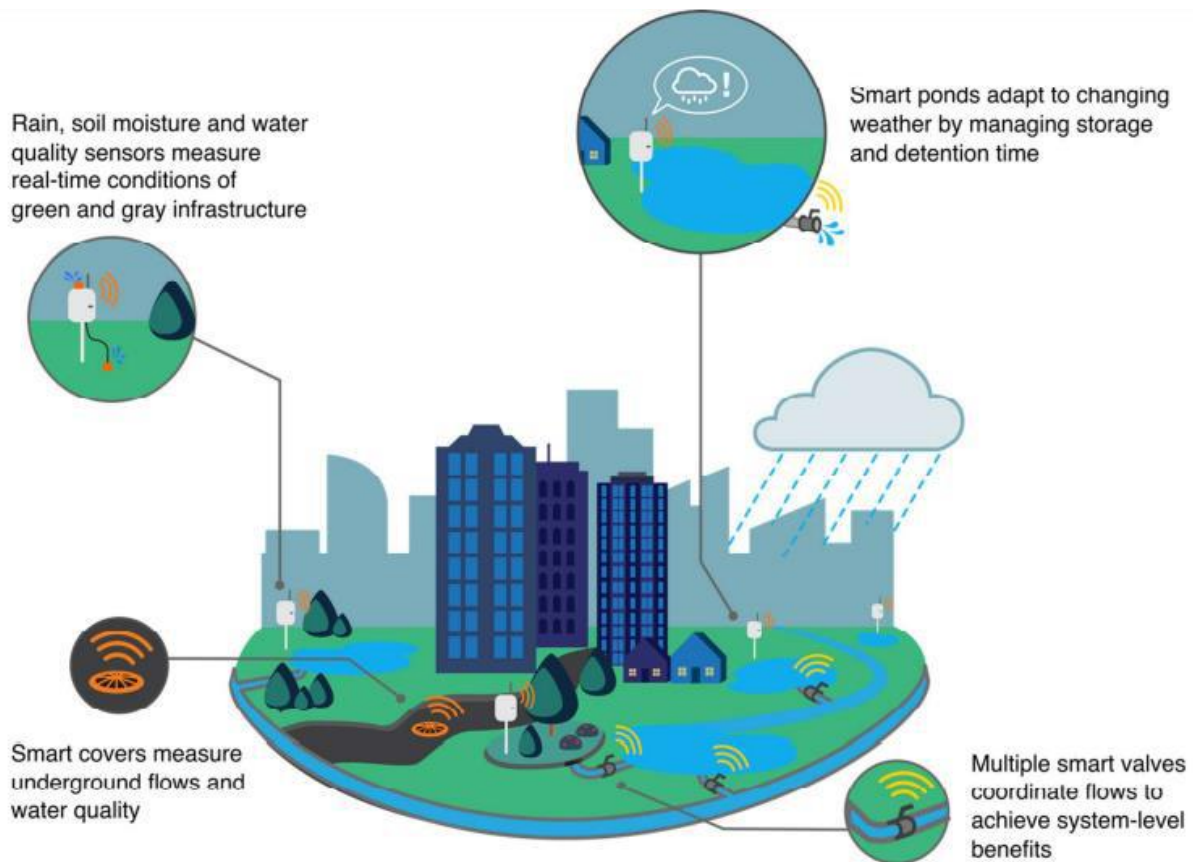 Rain, soil moisture and water
quality sensors measure
real-time conditions of
green and gray infrastructure
!
Smart ponds adapt to changing
weather by managing storage
and detention time
Smart covers measure
underground flows and
water quality
Multiple smart valves
coordinate flows to
achieve system-level
benefits